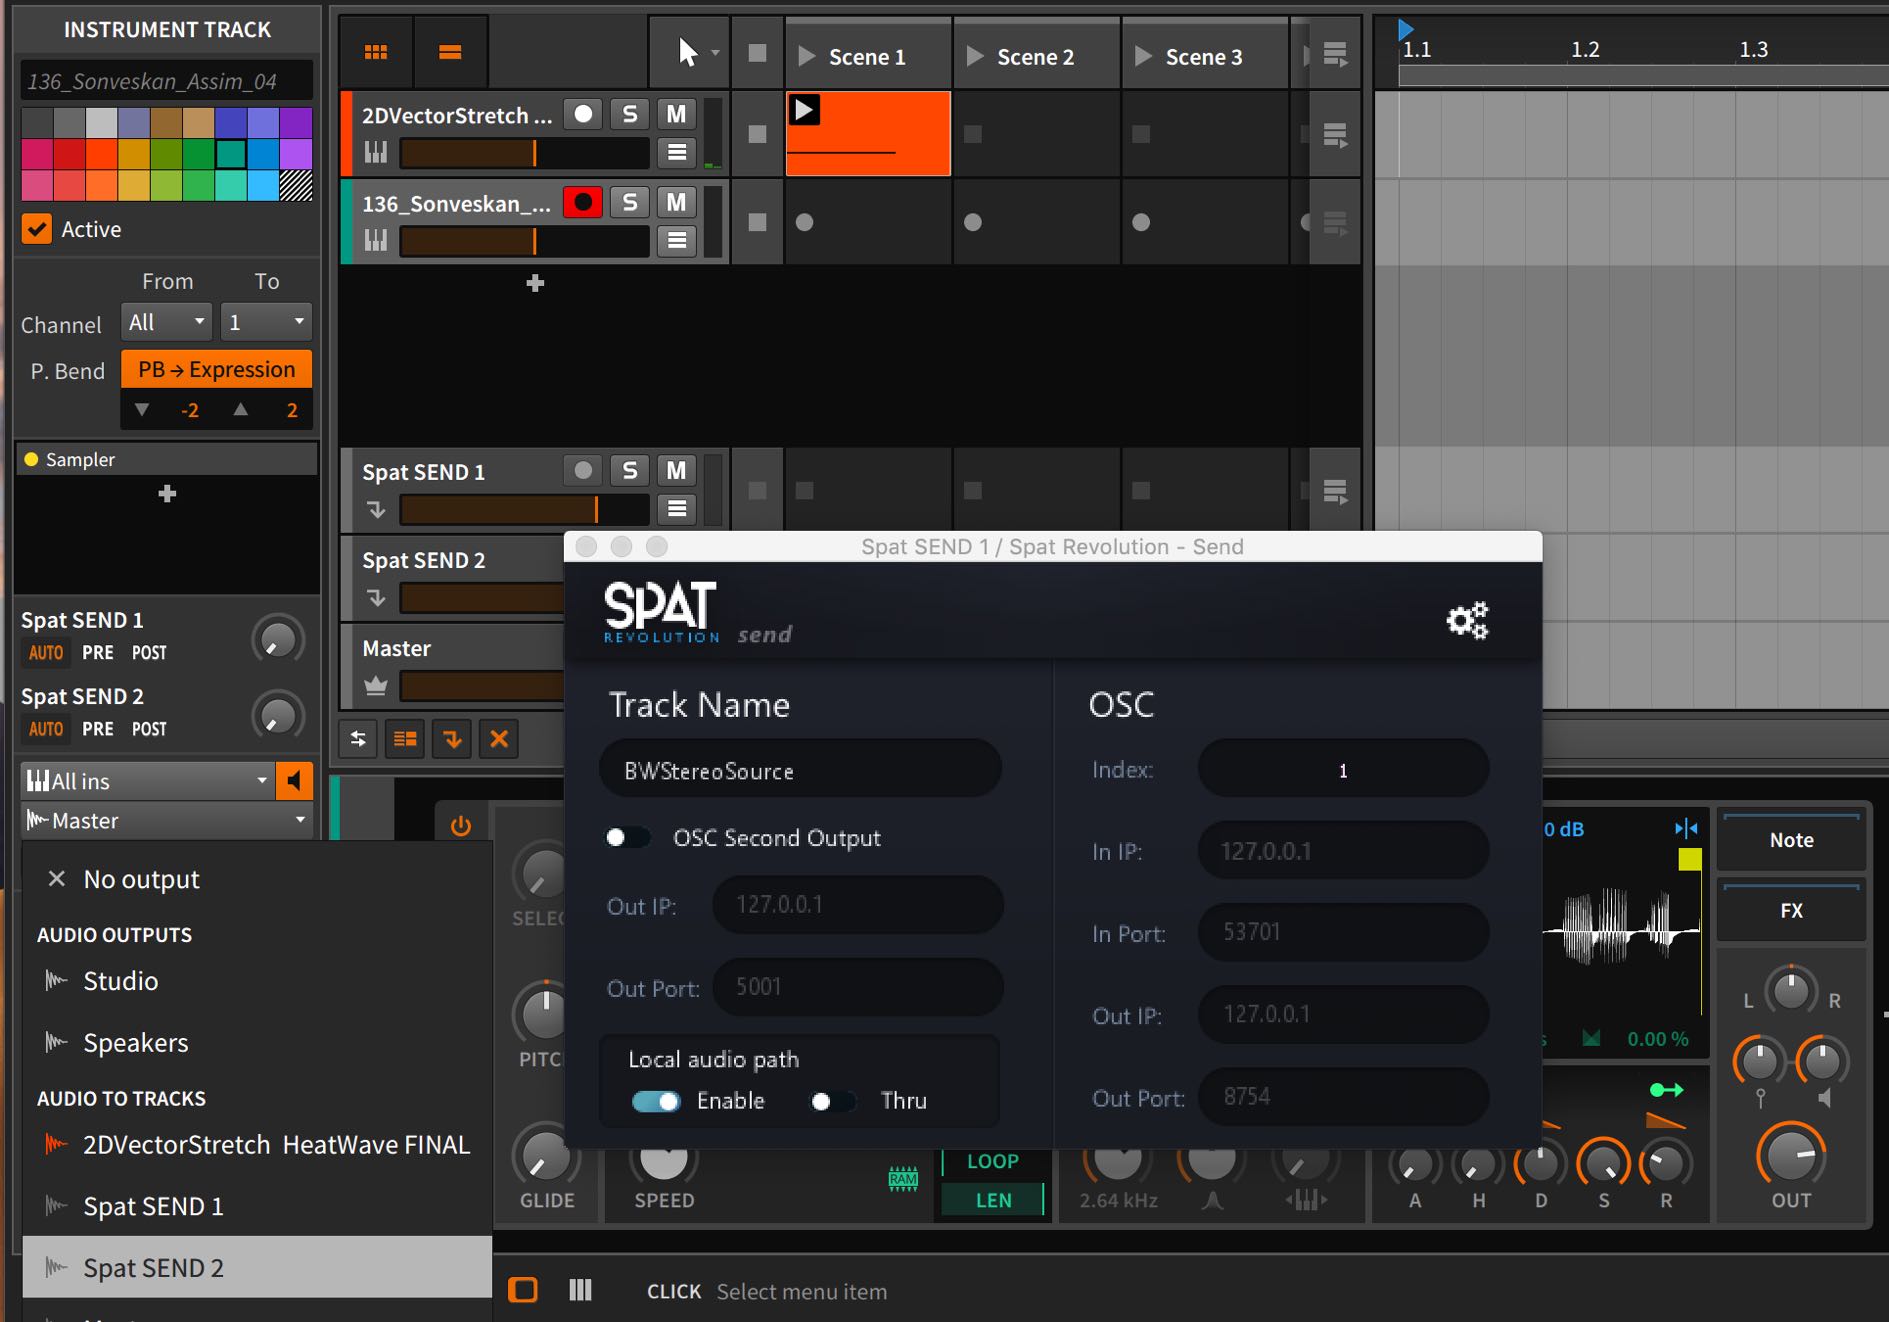 INSTRUMENT TRACK
136_Sonveskan_Assim_04
Active
From To
Channel All 1
P. Bend PB → Expression
-2 2
Sampler
Spat SEND 1
AUTO PRE POST
Spat SEND 2
AUTO PRE POST
All ins
Master
No output
AUDIO OUTPUTS
Studio
Speakers
AUDIO TO TRACKS
2DVectorStretch HeatWave FINAL
Spat SEND 1
Spat SEND 2
Scene 1 Scene 2 Scene 3
1.1 1.2 1.3
2DVectorStretch ... S M
136_Sonveskan_... S M
Spat SEND 1 S M
Spat SEND 2
Master
Spat SEND 1 / Spat Revolution - Send
SPAT
REVOLUTION send
Track Name
BWStereoSource
OSC Second Output
Out IP: 127.0.0.1
Out Port: 5001
Local audio path
Enable Thru
OSC
Index: 1
In IP: 127.0.0.1
In Port: 53701
Out IP: 127.0.0.1
Out Port: 8754
SELEC
PITC
GLIDE
SPEED
RAM
LOOP
LEN
2.64 kHz
0 dB
s 0.00 %
A H D S R
Note
FX
L R
OUT
CLICK Select menu item